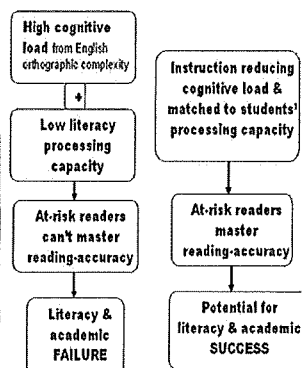 High cognitive
load from English
orthographic complexity
+
Low literacy
processing
capacity
At-risk readers
can't master
reading-accuracy
Literacy &
academic
FAILURE
Instruction reducing
cognitive load &
matched to students'
processing capacity
At-risk readers
master
reading-accuracy
Potential for
literacy & academic
SUCCESS